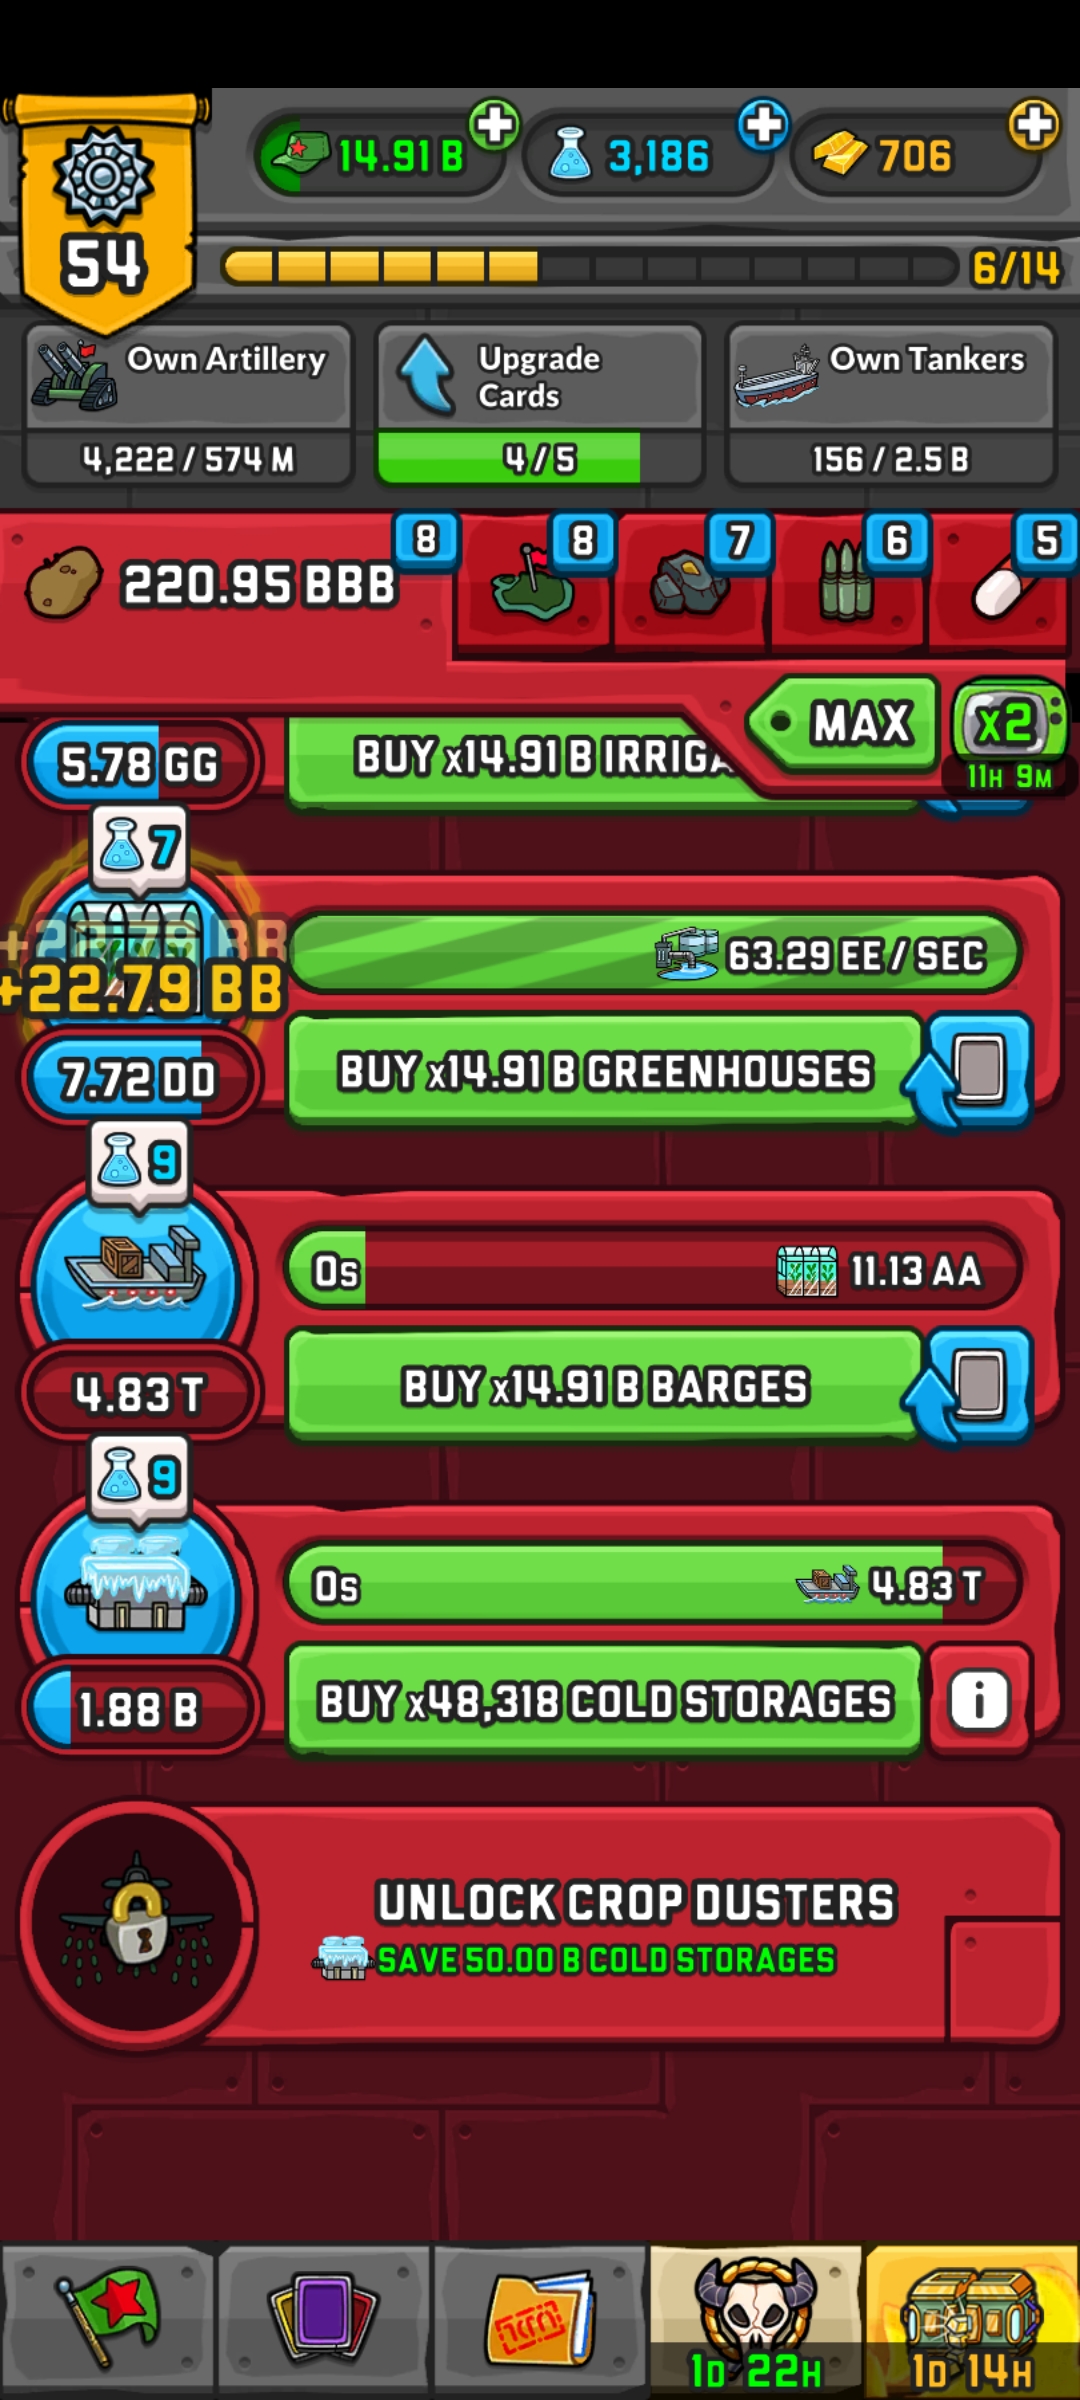 14.91 B
3,186
706
54
6/14
Own Artillery
4,222 / 574 M
Upgrade
Cards
4 / 5
Own Tankers
156 / 2.5 B
220.95 BBB
8
8
7
6
5
MAX
x2
11H 9M
5.78 GG
BUY x14.91 B IRRIGA
7
+22.79 BB
+22.79 BB
63.29 EE / SEC
7.72 DD
BUY x14.91 B GREENHOUSES
9
0s
11.13 AA
4.83 T
BUY x14.91 B BARGES
9
0s
4.83 T
1.88 B
BUY x48,318 COLD STORAGES
i
UNLOCK CROP DUSTERS
SAVE 50.00 B COLD STORAGES
1D 22H
1D 14H